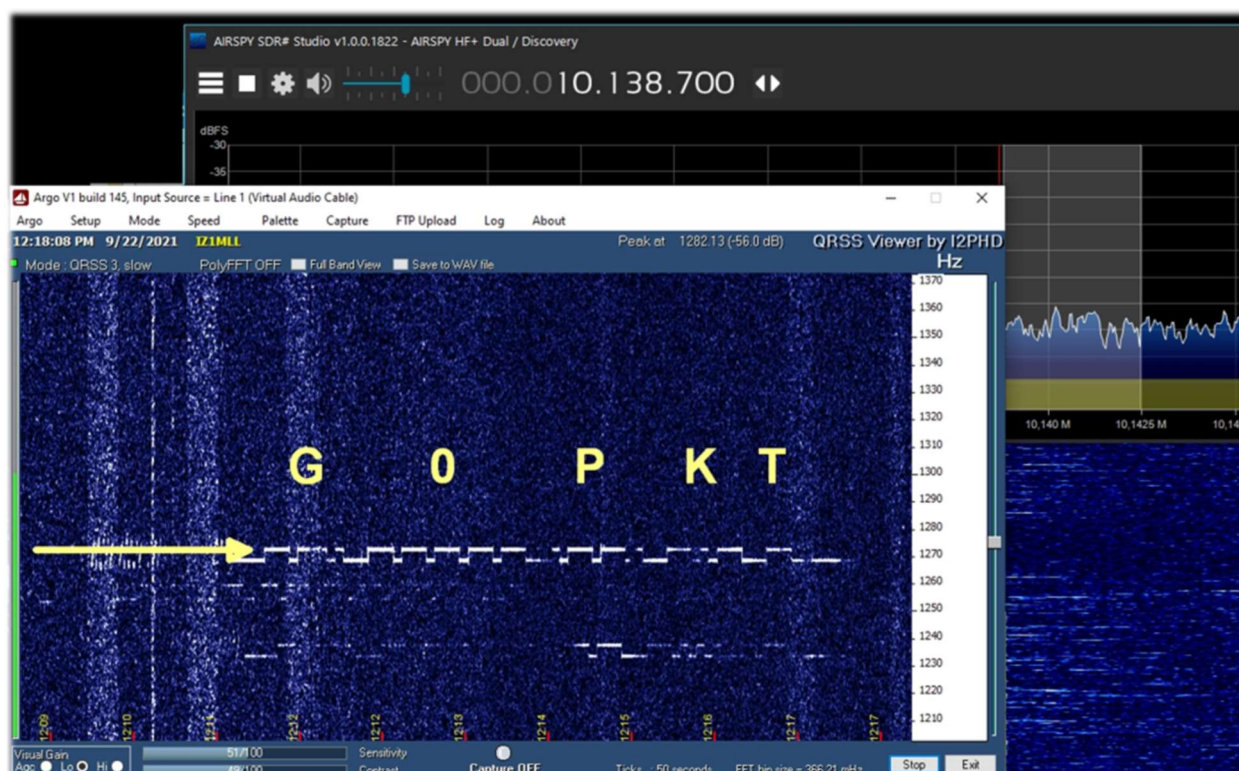 AIRSPY SDR# Studio v1.0.0.1822 - AIRSPY HF+ Dual / Discovery
000.010.138.700
dBFS
-30
-35
Argo V1 build 145, Input Source = Line 1 (Virtual Audio Cable)
Argo Setup Mode Speed Palette Capture FTP Upload Log About
12:18:08 PM 9/22/2021 IZ1MLL Peak at 1282.13 (-56.0 dB) QRSS Viewer by I2PHD
Mode : QRSS 3, slow PolyFFT OFF Full Band View Save to WAV file Hz
1370
1360
1350
1340
1330
1320
1310
1300
1290
1280
1270
1260
1250
1240
1230
1220
1210
G 0 P K T
10,140 M 10,1425 M 10,14
12:09 12:10 12:11 12:12 12:12 12:13 12:14 12:15 12:16 12:17 12:17
Visual Gain 51/100 Sensitivity
Agc Lo Hi 49/100 Contrast Capture OFF Ticks : 50 seconds FFT bin size = 366.21 mHz Stop Exit